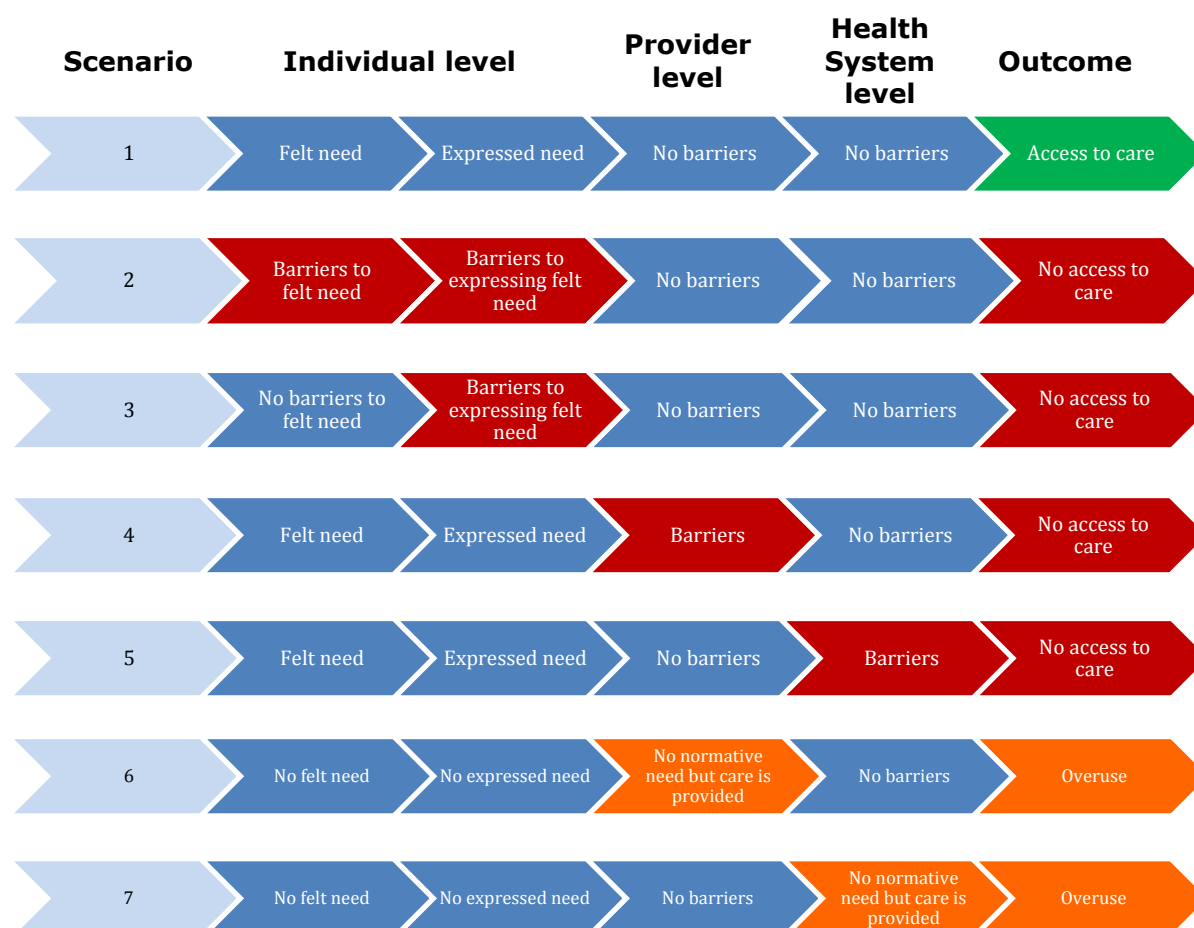 Scenario
Individual level
Provider
level
Health
System
level
Outcome
1
Felt need
Expressed need
No barriers
No barriers
Access to care
2
Barriers to
felt need
Barriers to
expressing felt
need
No barriers
No barriers
No access to
care
3
No barriers to
felt need
Barriers to
expressing felt
need
No barriers
No barriers
No access to
care
4
Felt need
Expressed need
Barriers
No barriers
No access to
care
5
Felt need
Expressed need
No barriers
Barriers
No access to
care
6
No felt need
No expressed need
No normative
need but care is
provided
No barriers
Overuse
7
No felt need
No expressed need
No barriers
No normative
need but care is
provided
Overuse